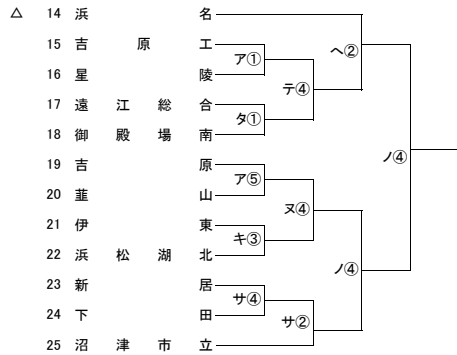 △ 14 浜名
15 吉原工
ア①
16 星陵
ヘ②
テ④
17 遠江総合
タ①
18 御殿場南
ノ④
19 吉原
ア⑤
20 韮山
ヌ④
21 伊東
キ③
22 浜松湖北
ノ④
23 新居
サ④
24 下田
サ②
25 沼津市立